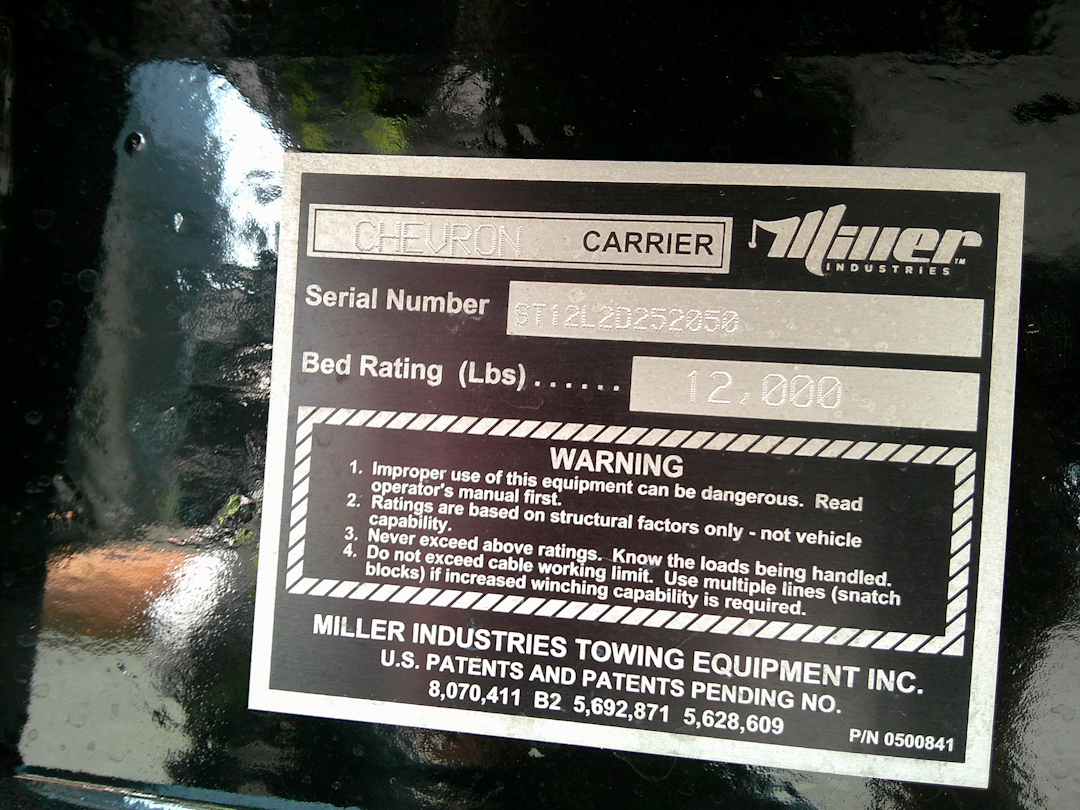 CHEVRON CARRIER
Miller™
INDUSTRIES
Serial Number ST12L2D252050
Bed Rating (Lbs) . . . . . . 12,000
WARNING
1. Improper use of this equipment can be dangerous. Read
operator's manual first.
2. Ratings are based on structural factors only - not vehicle
capability.
3. Never exceed above ratings. Know the loads being handled.
4. Do not exceed cable working limit. Use multiple lines (snatch
blocks) if increased winching capability is required.
MILLER INDUSTRIES TOWING EQUIPMENT INC.
U.S. PATENTS AND PATENTS PENDING NO.
8,070,411 B2 5,692,871 5,628,609
P/N 0500841